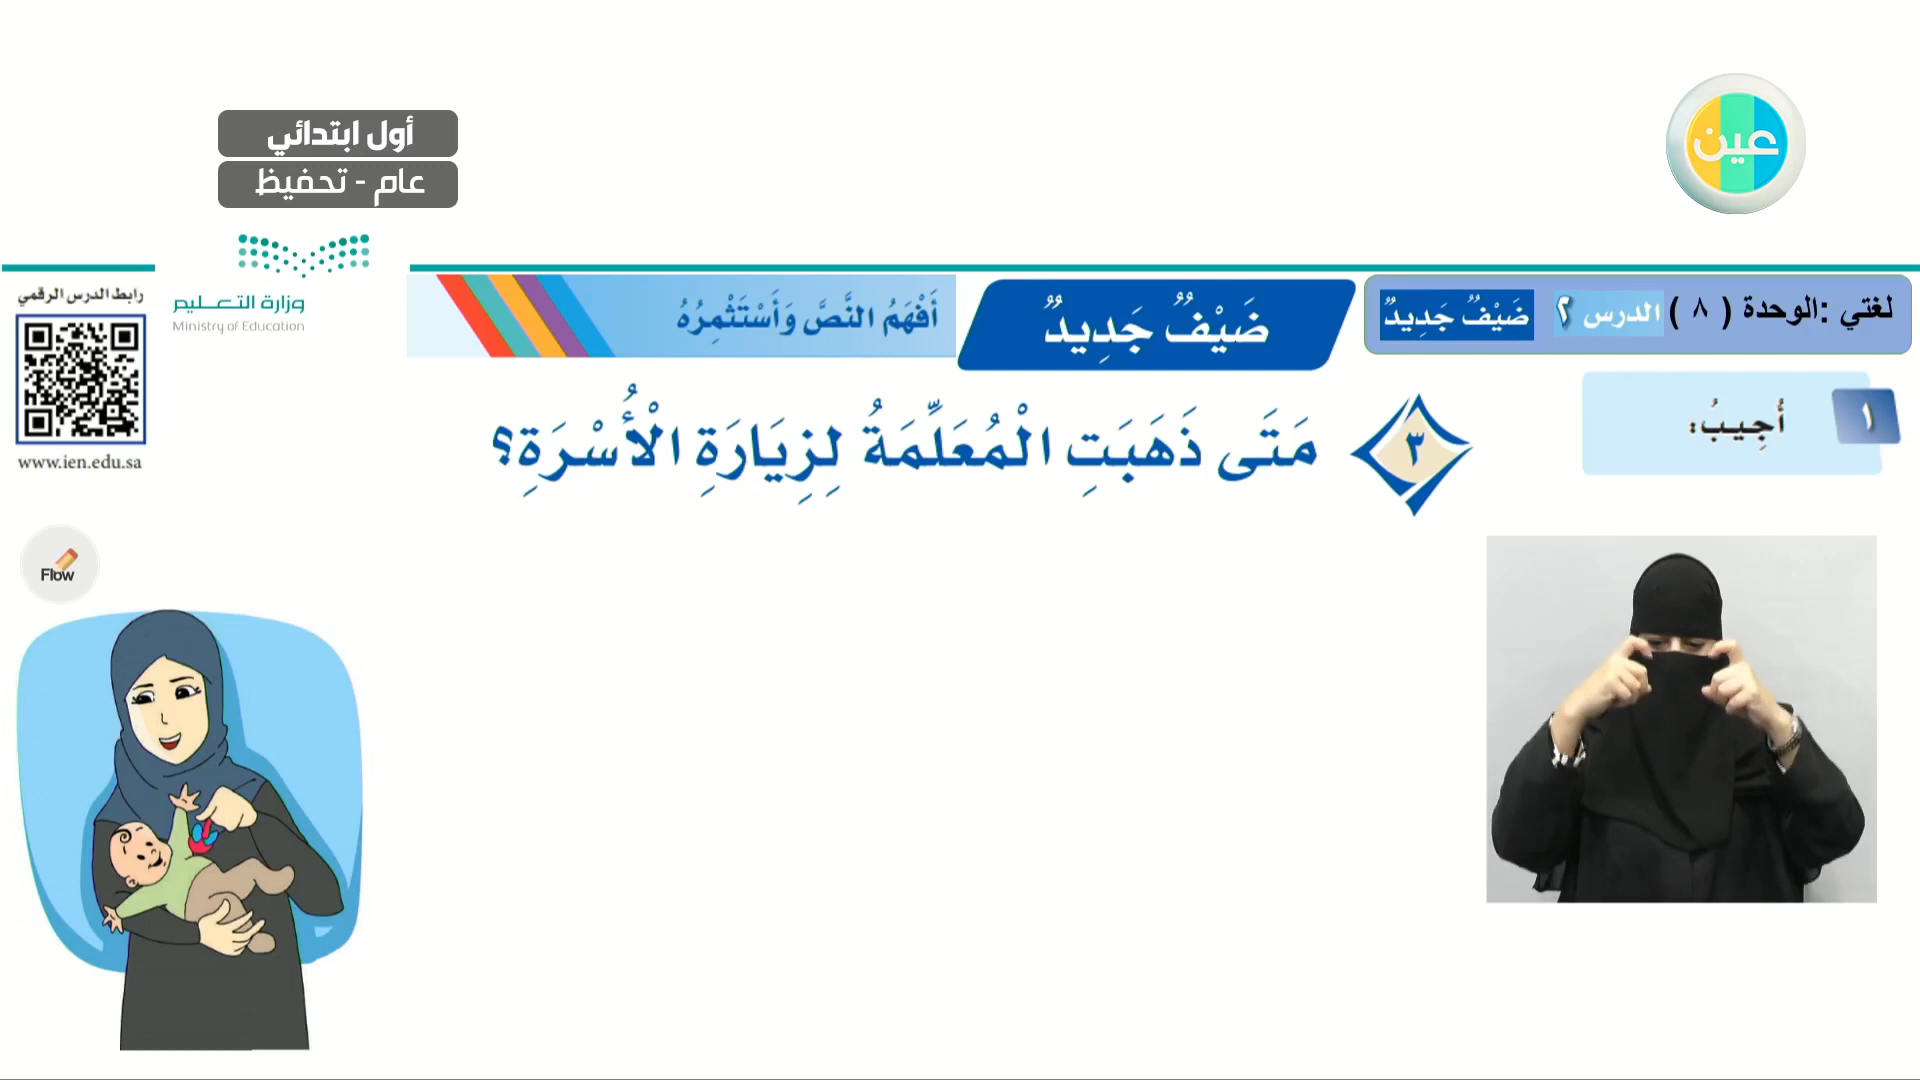 أول ابتدائي
عام - تحفيظ
عين
وزارة التعـليم
Ministry of Education
رابط الدرس الرقمي
www.ien.edu.sa
لغتي :الوحدة ( ٨ ) الدرس ٢ ضَيْفٌ جَدِيدٌ
ضَيْفٌ جَدِيدٌ
أَفْهَمُ النَّصَّ وَأَسْتَثْمِرُهُ
١ أُجِيبُ:
٣ مَتَى ذَهَبَتِ الْمُعَلِّمَةُ لِزِيَارَةِ الْأُسْرَةِ؟
Flow